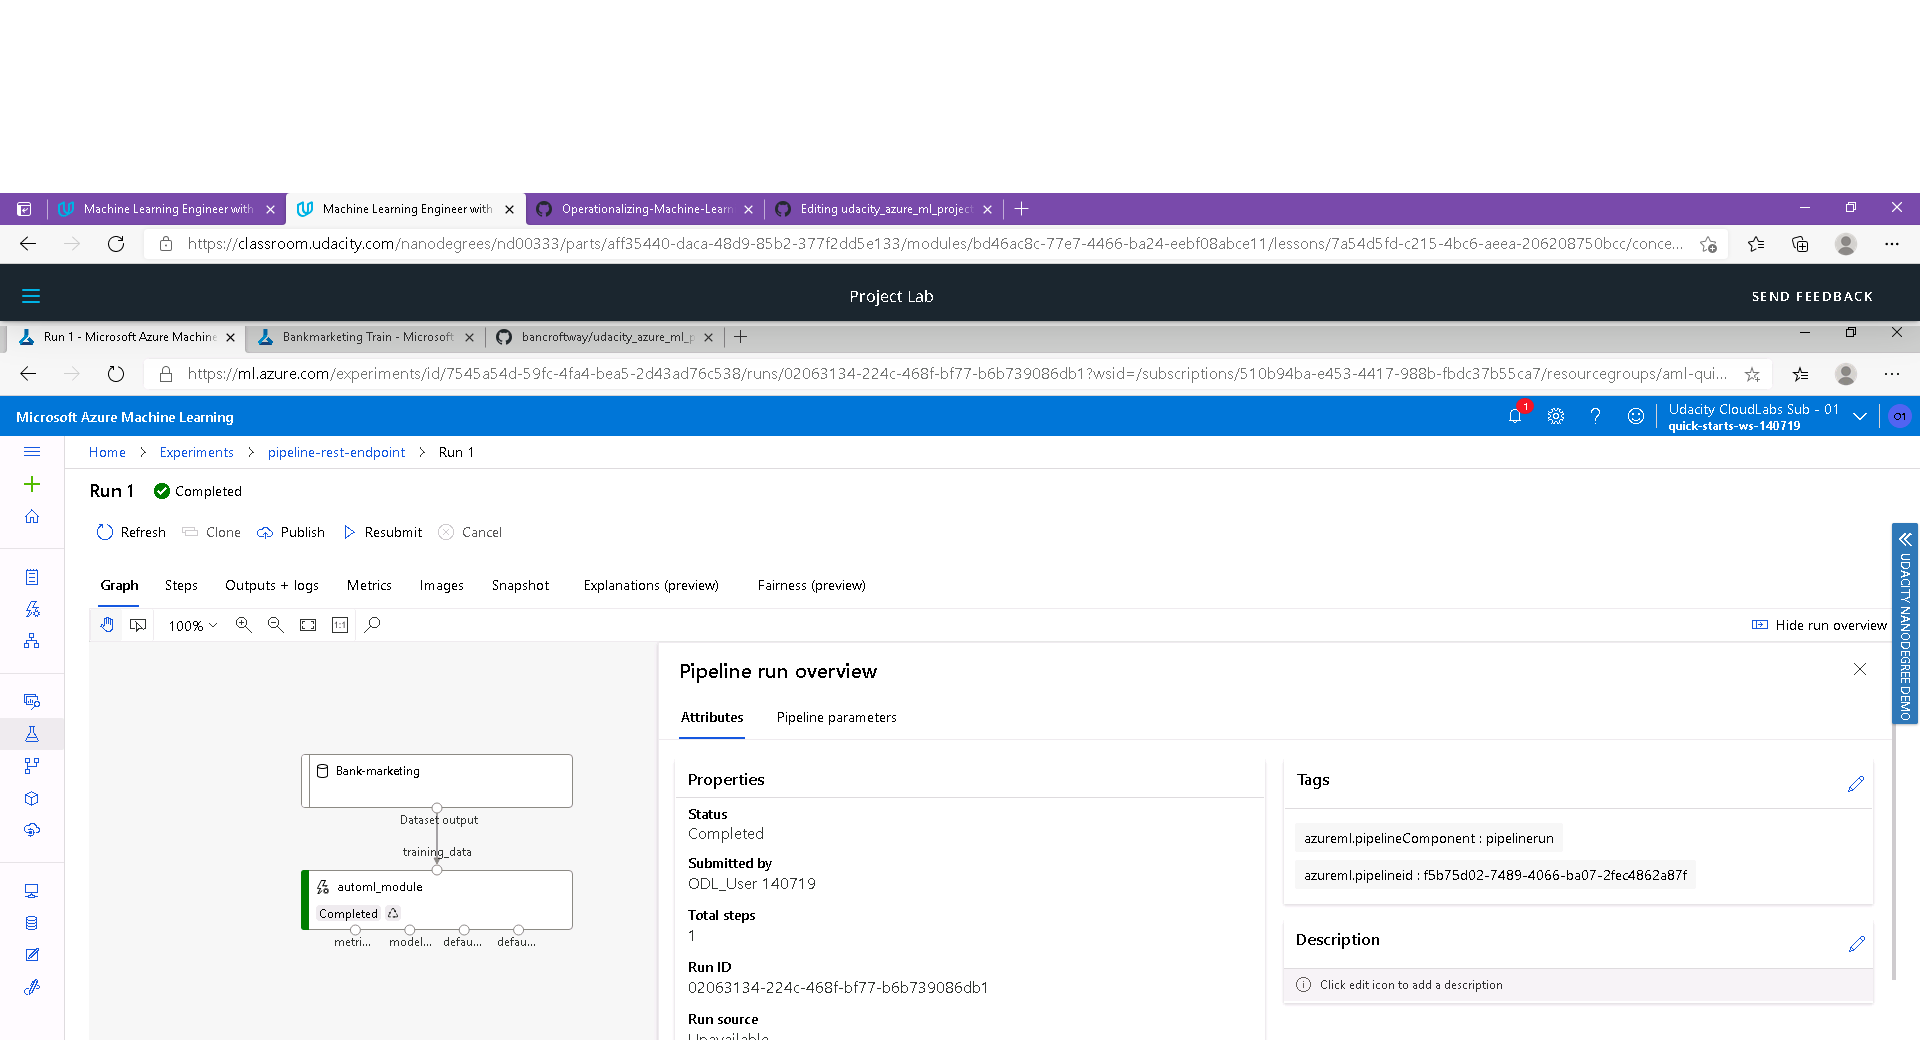 Machine Learning Engineer with
Machine Learning Engineer with
Operationalizing-Machine-Learn
Editing udacity_azure_ml_project
https://classroom.udacity.com/nanodegrees/nd00333/parts/aff35440-daca-48d9-85b2-377f2dd5e133/modules/bd46ac8c-77e7-4466-ba24-eebf08abce11/lessons/7a54d5fd-c215-4bc6-aeea-206208750bcc/conce...
Project Lab
SEND FEEDBACK
Run 1 - Microsoft Azure Machine
Bankmarketing Train - Microsoft
bancroftway/udacity_azure_ml_p
https://ml.azure.com/experiments/id/7545a54d-59fc-4fa4-bea5-2d43ad76c538/runs/02063134-224c-468f-bf77-b6b739086db1?wsid=/subscriptions/510b94ba-e453-4417-988b-fbdc37b55ca7/resourcegroups/aml-qui...
Microsoft Azure Machine Learning
1
Udacity CloudLabs Sub - 01
quick-starts-ws-140719
O1
Home > Experiments > pipeline-rest-endpoint > Run 1
Run 1
Completed
Refresh
Clone
Publish
Resubmit
Cancel
Graph
Steps
Outputs + logs
Metrics
Images
Snapshot
Explanations (preview)
Fairness (preview)
100%
1:1
Hide run overview
UDACITY NANODEGREE DEMO
Bank-marketing
Dataset output
training_data
automl_module
Completed
metri...
model...
defau...
defau...
Pipeline run overview
Attributes
Pipeline parameters
Properties
Status
Completed
Submitted by
ODL_User 140719
Total steps
1
Run ID
02063134-224c-468f-bf77-b6b739086db1
Run source
Unavailable
Tags
azureml.pipelineComponent : pipelinerun
azureml.pipelineid : f5b75d02-7489-4066-ba07-2fec4862a87f
Description
Click edit icon to add a description